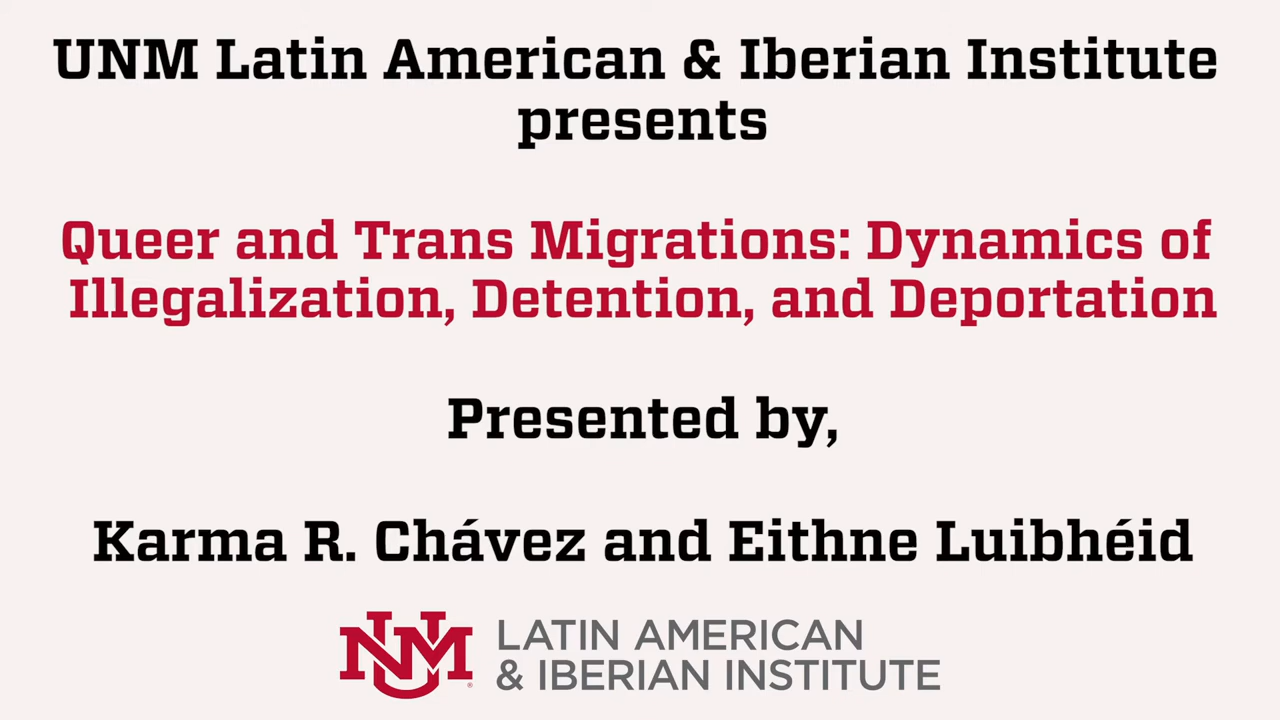 UNM Latin American & Iberian Institute
presents
Queer and Trans Migrations: Dynamics of
Illegalization, Detention, and Deportation
Presented by,
Karma R. Chávez and Eithne Luibhéid
UNM LATIN AMERICAN
& IBERIAN INSTITUTE